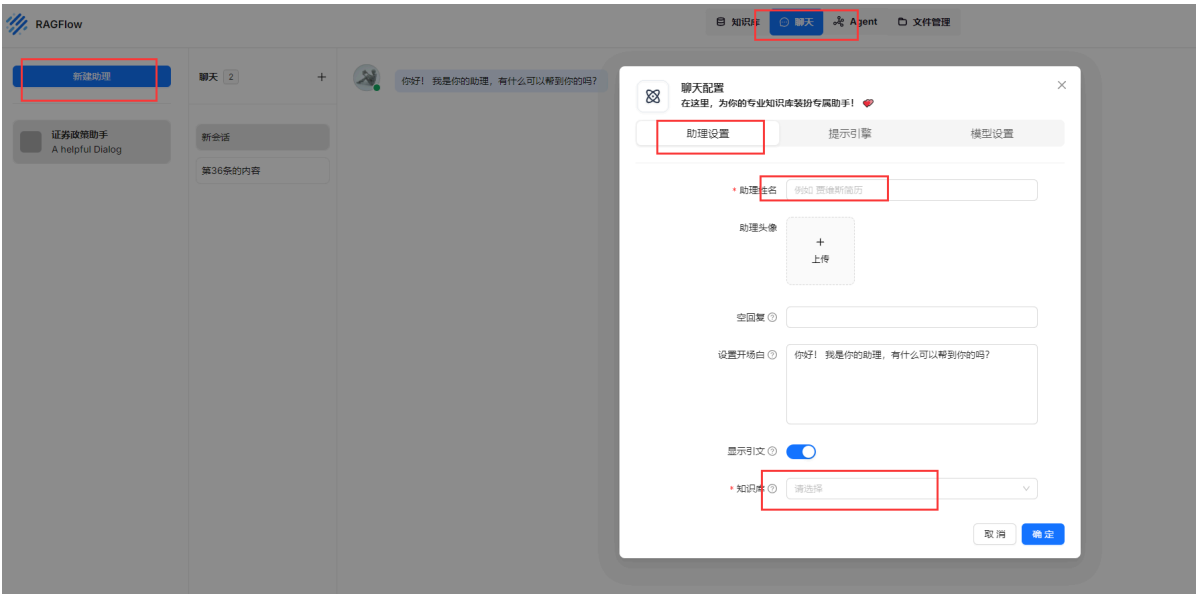 RAGFlow
知识库
聊天
Agent
文件管理
新建助理
聊天 2
+
你好! 我是你的助理,有什么可以帮到你的吗?
证券政策助手
A helpful Dialog
新会话
第36条的内容
聊天配置
在这里,为你的专业知识库装扮专属助手!
助理设置
提示引擎
模型设置
* 助理姓名
例如 贾维斯简历
助理头像
+
上传
空回复
设置开场白
你好! 我是你的助理,有什么可以帮到你的吗?
显示引文
* 知识库
请选择
取 消
确 定